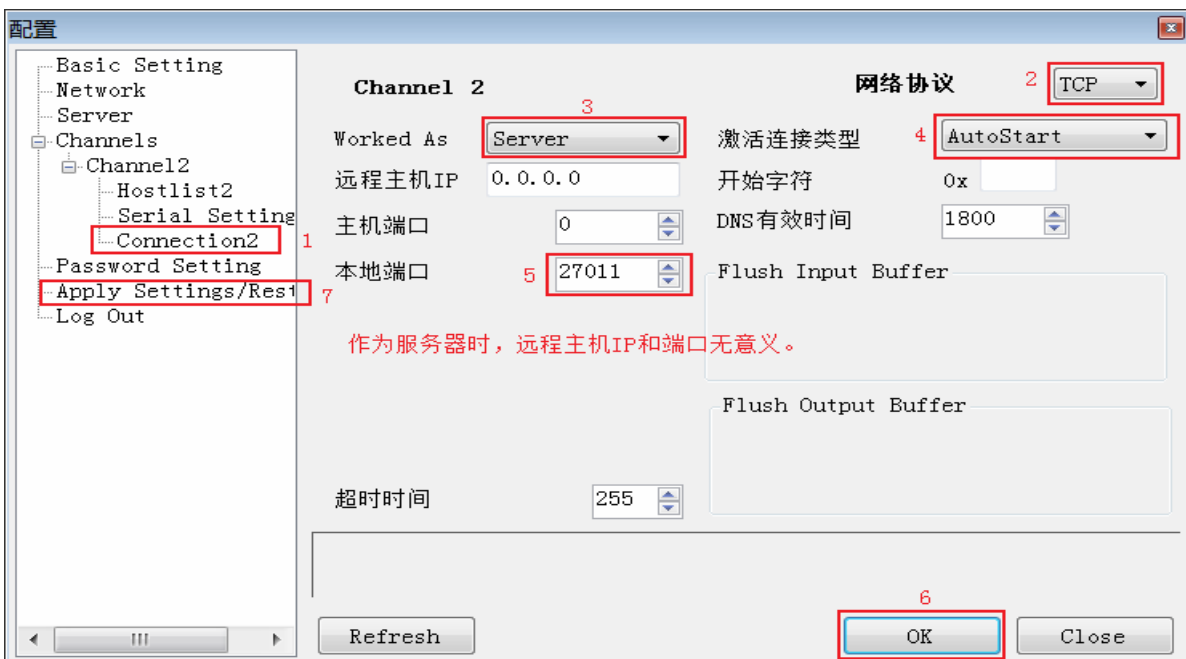 配置
Basic Setting
Network
Server
Channels
Channel2
Hostlist2
Serial Setting
Connection2
1
Password Setting
Apply Settings/Rest
7
Log Out
Channel 2
网络协议
2
TCP
3
Worked As
Server
激活连接类型
4
AutoStart
远程主机IP
0.0.0.0
开始字符
0x
主机端口
0
DNS有效时间
1800
本地端口
5
27011
Flush Input Buffer
作为服务器时，远程主机IP和端口无意义。
Flush Output Buffer
超时时间
255
6
Refresh
OK
Close